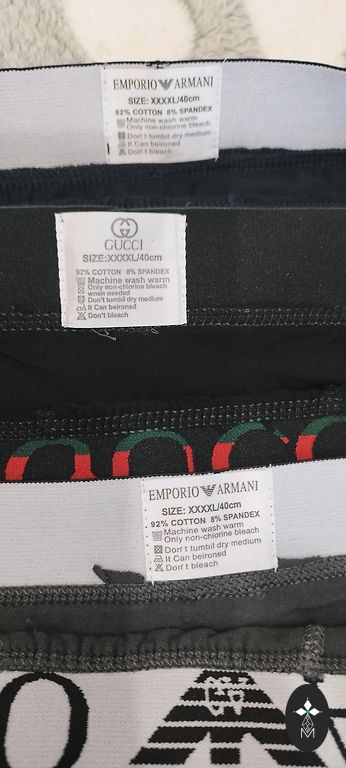 EMPORIO ARMANI
SIZE: XXXXL/40cm
92% COTTON 8% SPANDEX
Machine wash warm
Only non-chlorine bleach
Don't tumbil dry medium
It Can beironed
Don't bleach
GUCCI
SIZE:XXXXL/40cm
92% COTTON 8% SPANDEX
Machine wash warm
Only non-chlorine bleach
when needed
Don't tumbil dry medium
It Can beironed
Don't bleach
EMPORIO ARMANI
SIZE: XXXXL/40cm
92% COTTON 8% SPANDEX
Machine wash warm
Only non-chlorine bleach
Don't tumbil dry medium
It Can beironed
Don't bleach
O
M